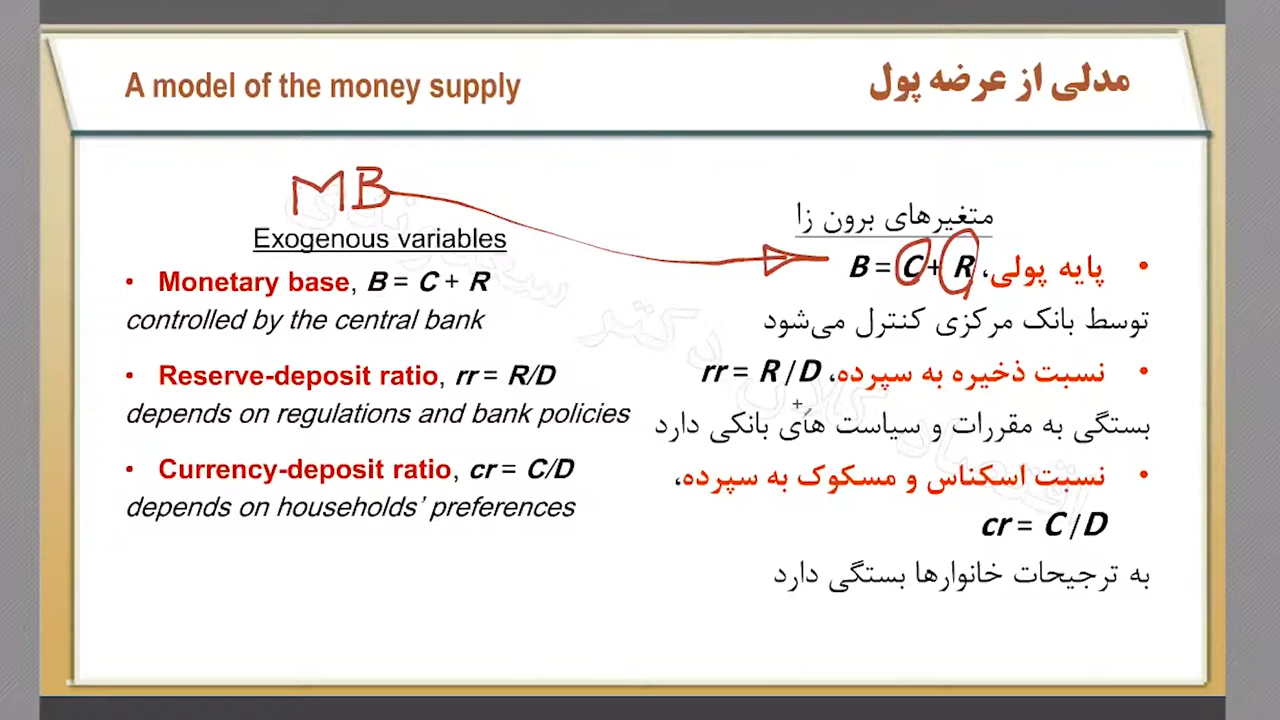 A model of the money supply
مدلی از عرضه پول
MB
Exogenous variables
• Monetary base, B = C + R
controlled by the central bank
• Reserve-deposit ratio, rr = R/D
depends on regulations and bank policies
• Currency-deposit ratio, cr = C/D
depends on households’ preferences
متغیرهای برون زا
• پایه پولی، B = C + R
توسط بانک مرکزی کنترل می‌شود
• نسبت ذخیره به سپرده، rr = R / D
بستگی به مقررات و سیاست های بانکی دارد
• نسبت اسکناس و مسکوک به سپرده،
cr = C / D
به ترجیحات خانوارها بستگی دارد
اقتصاد کلان دکتر